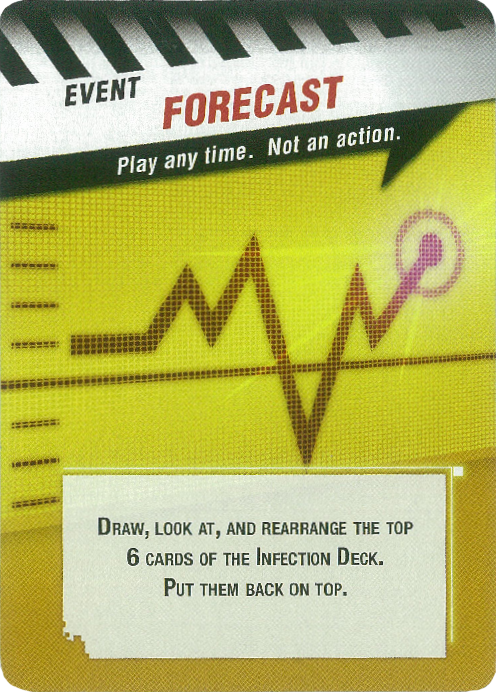 EVENT
FORECAST
Play any time. Not an action.
DRAW, LOOK AT, AND REARRANGE THE TOP
6 CARDS OF THE INFECTION DECK.
PUT THEM BACK ON TOP.